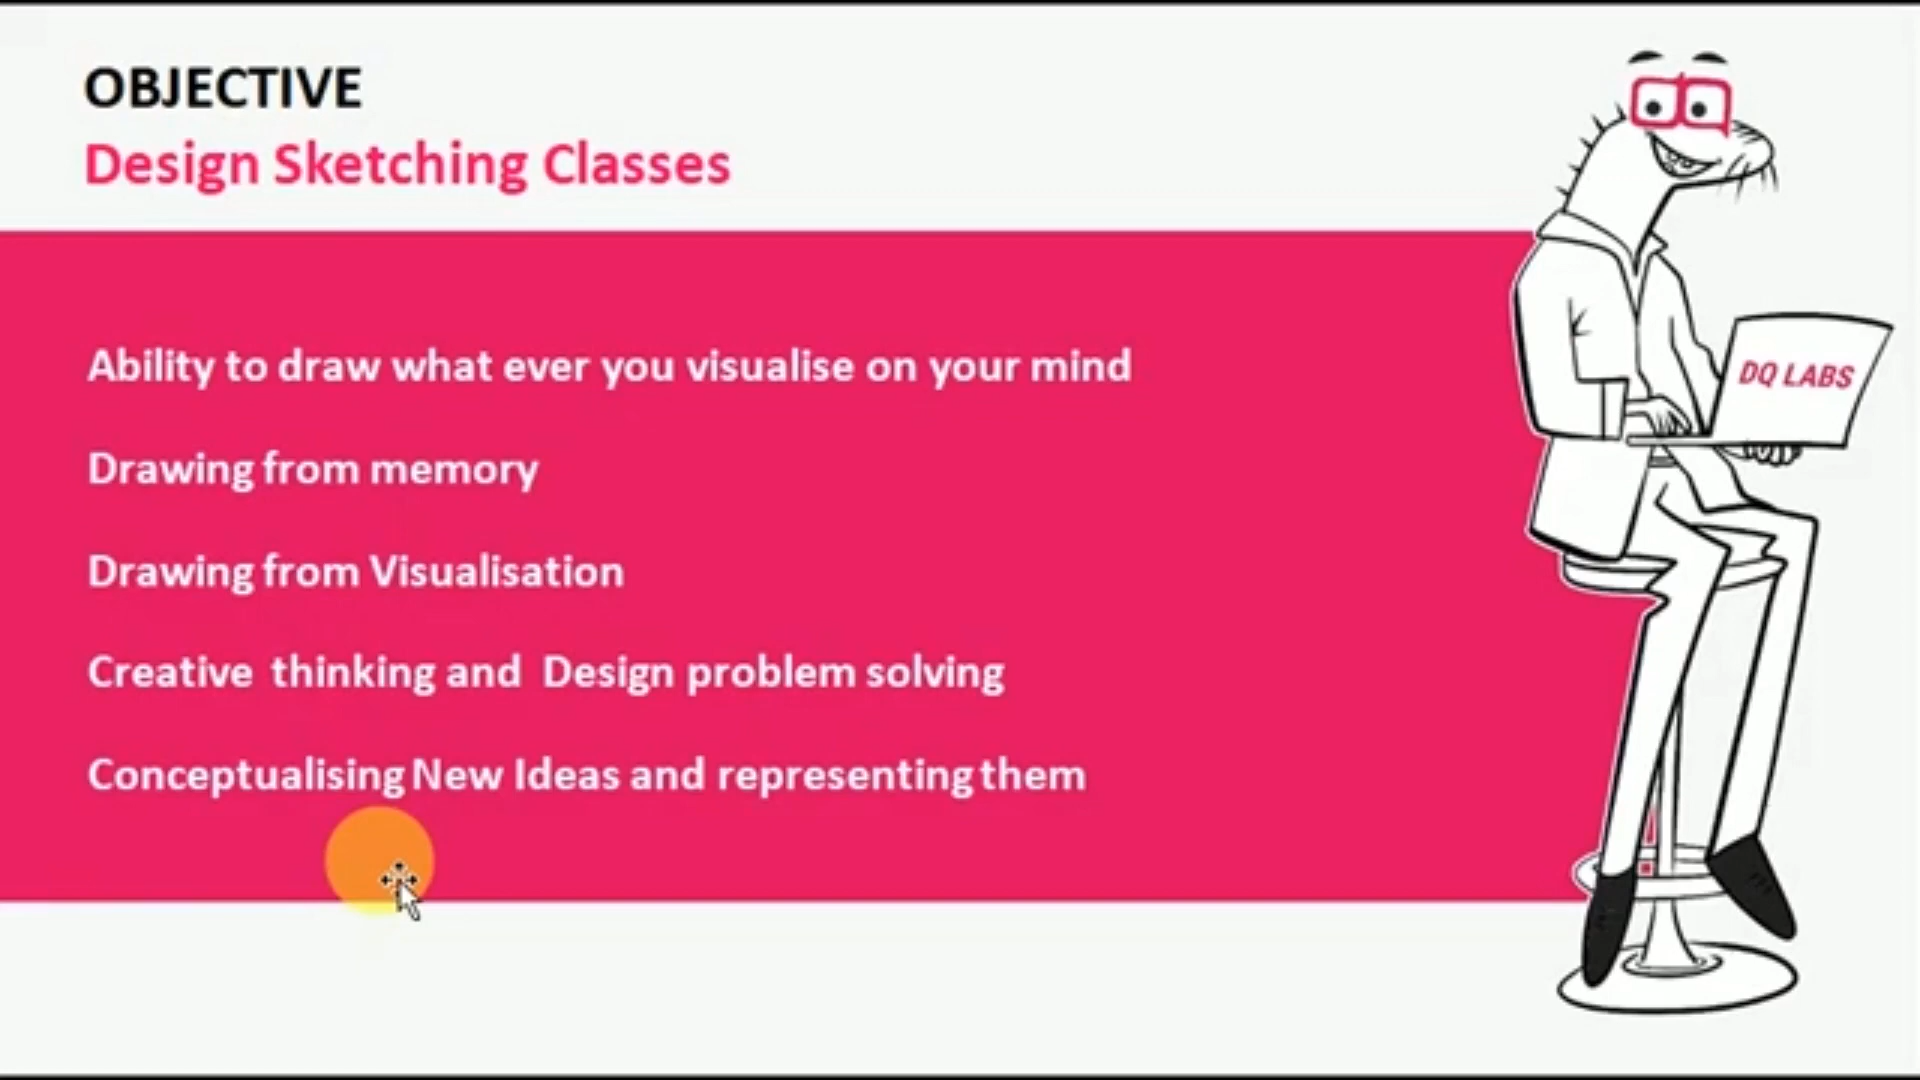 OBJECTIVE
Design Sketching Classes
Ability to draw what ever you visualise on your mind
Drawing from memory
Drawing from Visualisation
Creative thinking and Design problem solving
Conceptualising New Ideas and representing them
DQ LABS